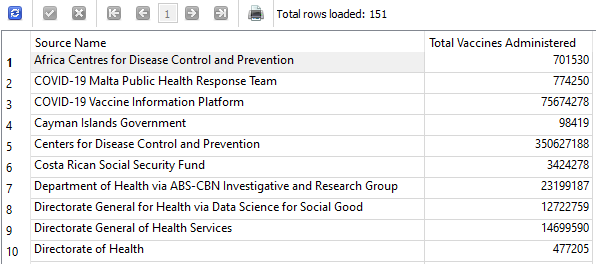 1
Total rows loaded: 151
Source Name Total Vaccines Administered
1 Africa Centres for Disease Control and Prevention 701530
2 COVID-19 Malta Public Health Response Team 774250
3 COVID-19 Vaccine Information Platform 75674278
4 Cayman Islands Government 98419
5 Centers for Disease Control and Prevention 350627188
6 Costa Rican Social Security Fund 3424278
7 Department of Health via ABS-CBN Investigative and Research Group 23199187
8 Directorate General for Health via Data Science for Social Good 12722759
9 Directorate General of Health Services 14699590
10 Directorate of Health 477205